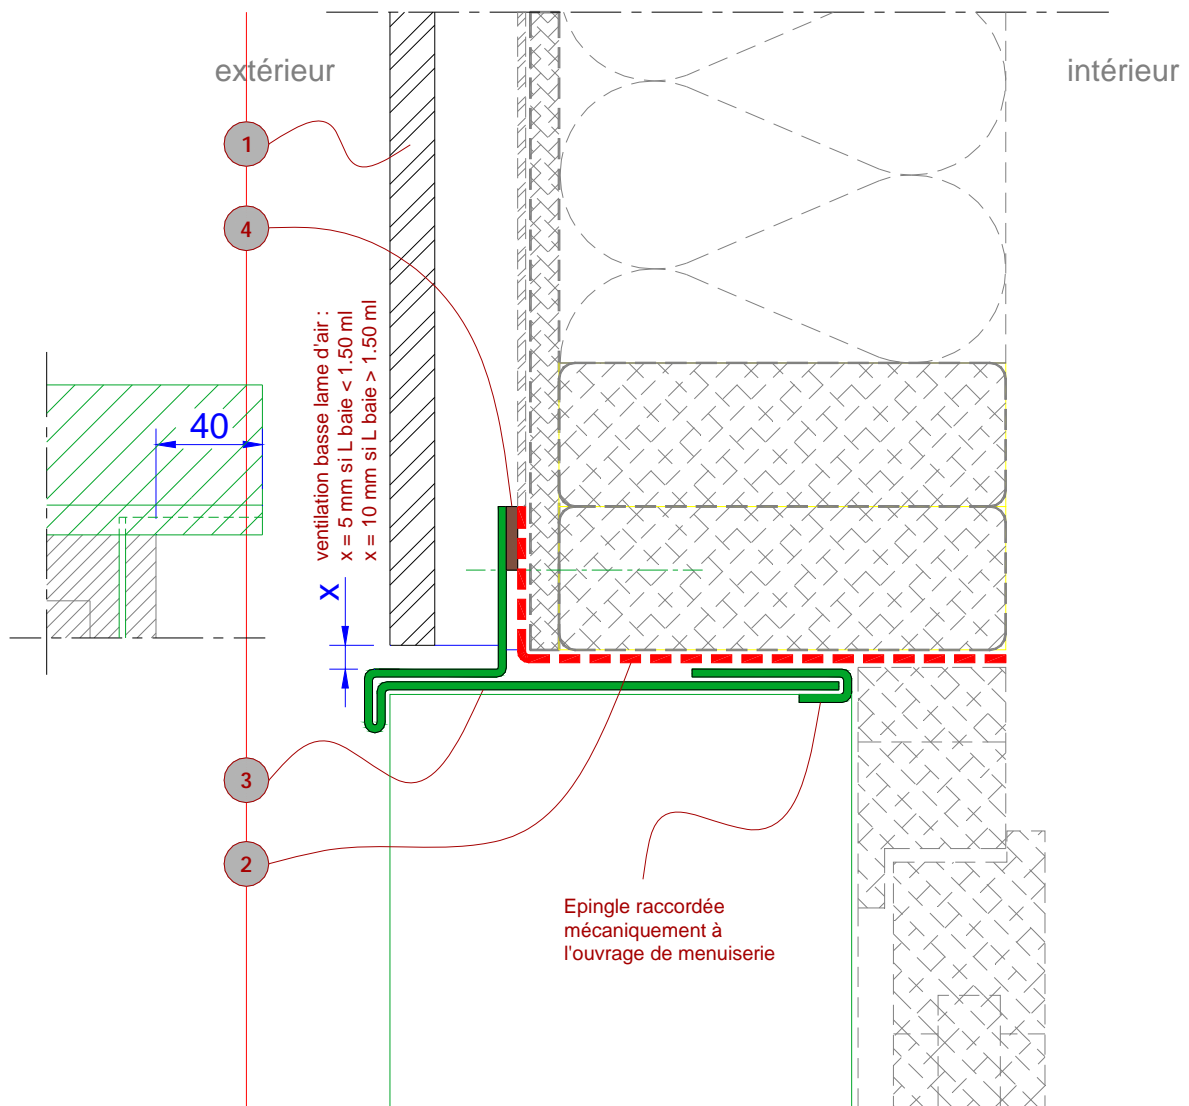 extérieur
intérieur
1
4
ventilation basse lame d'air :
x = 5 mm si L baie < 1.50 ml
x = 10 mm si L baie > 1.50 ml
40
X
3
2
Epingle raccordée
mécaniquement à
l'ouvrage de menuiserie